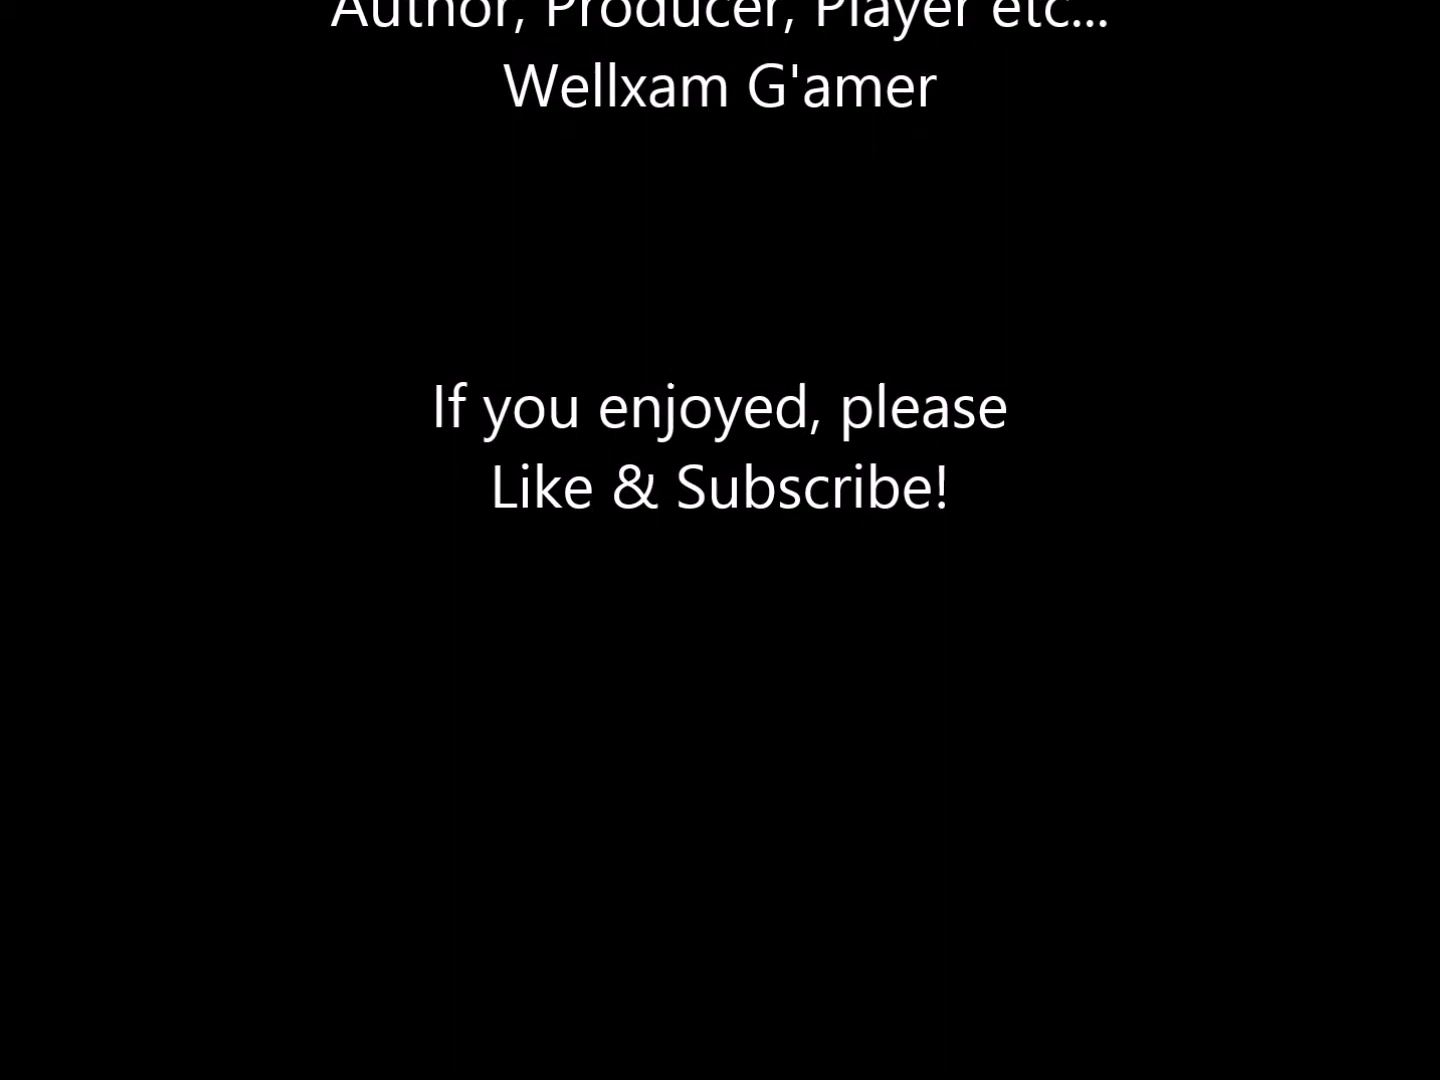 Author, Producer, Player etc...
Wellxam G'amer
If you enjoyed, please
Like & Subscribe!